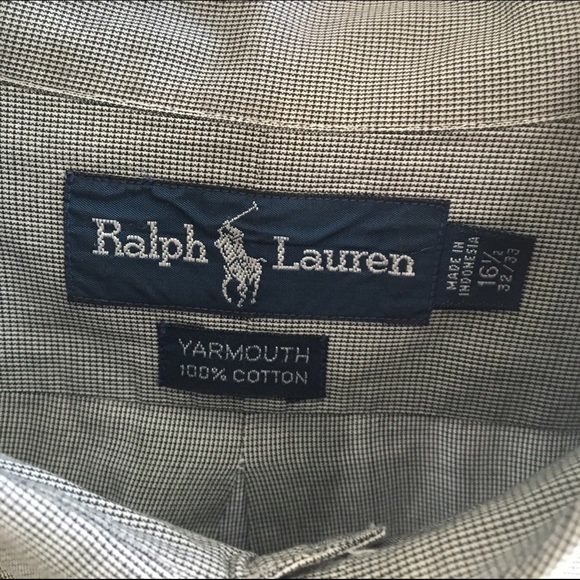 Ralph Lauren
YARMOUTH
100% COTTON
MADE IN
INDONESIA
16½
32/33